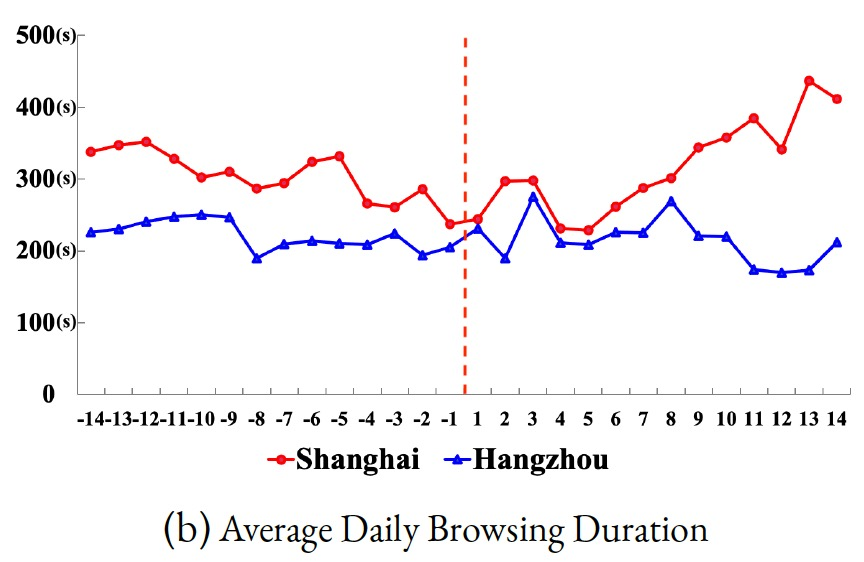 500(s)
400(s)
300(s)
200(s)
100(s)
0
-14 -13 -12 -11 -10 -9 -8 -7 -6 -5 -4 -3 -2 -1 1 2 3 4 5 6 7 8 9 10 11 12 13 14
Shanghai Hangzhou
(b) Average Daily Browsing Duration